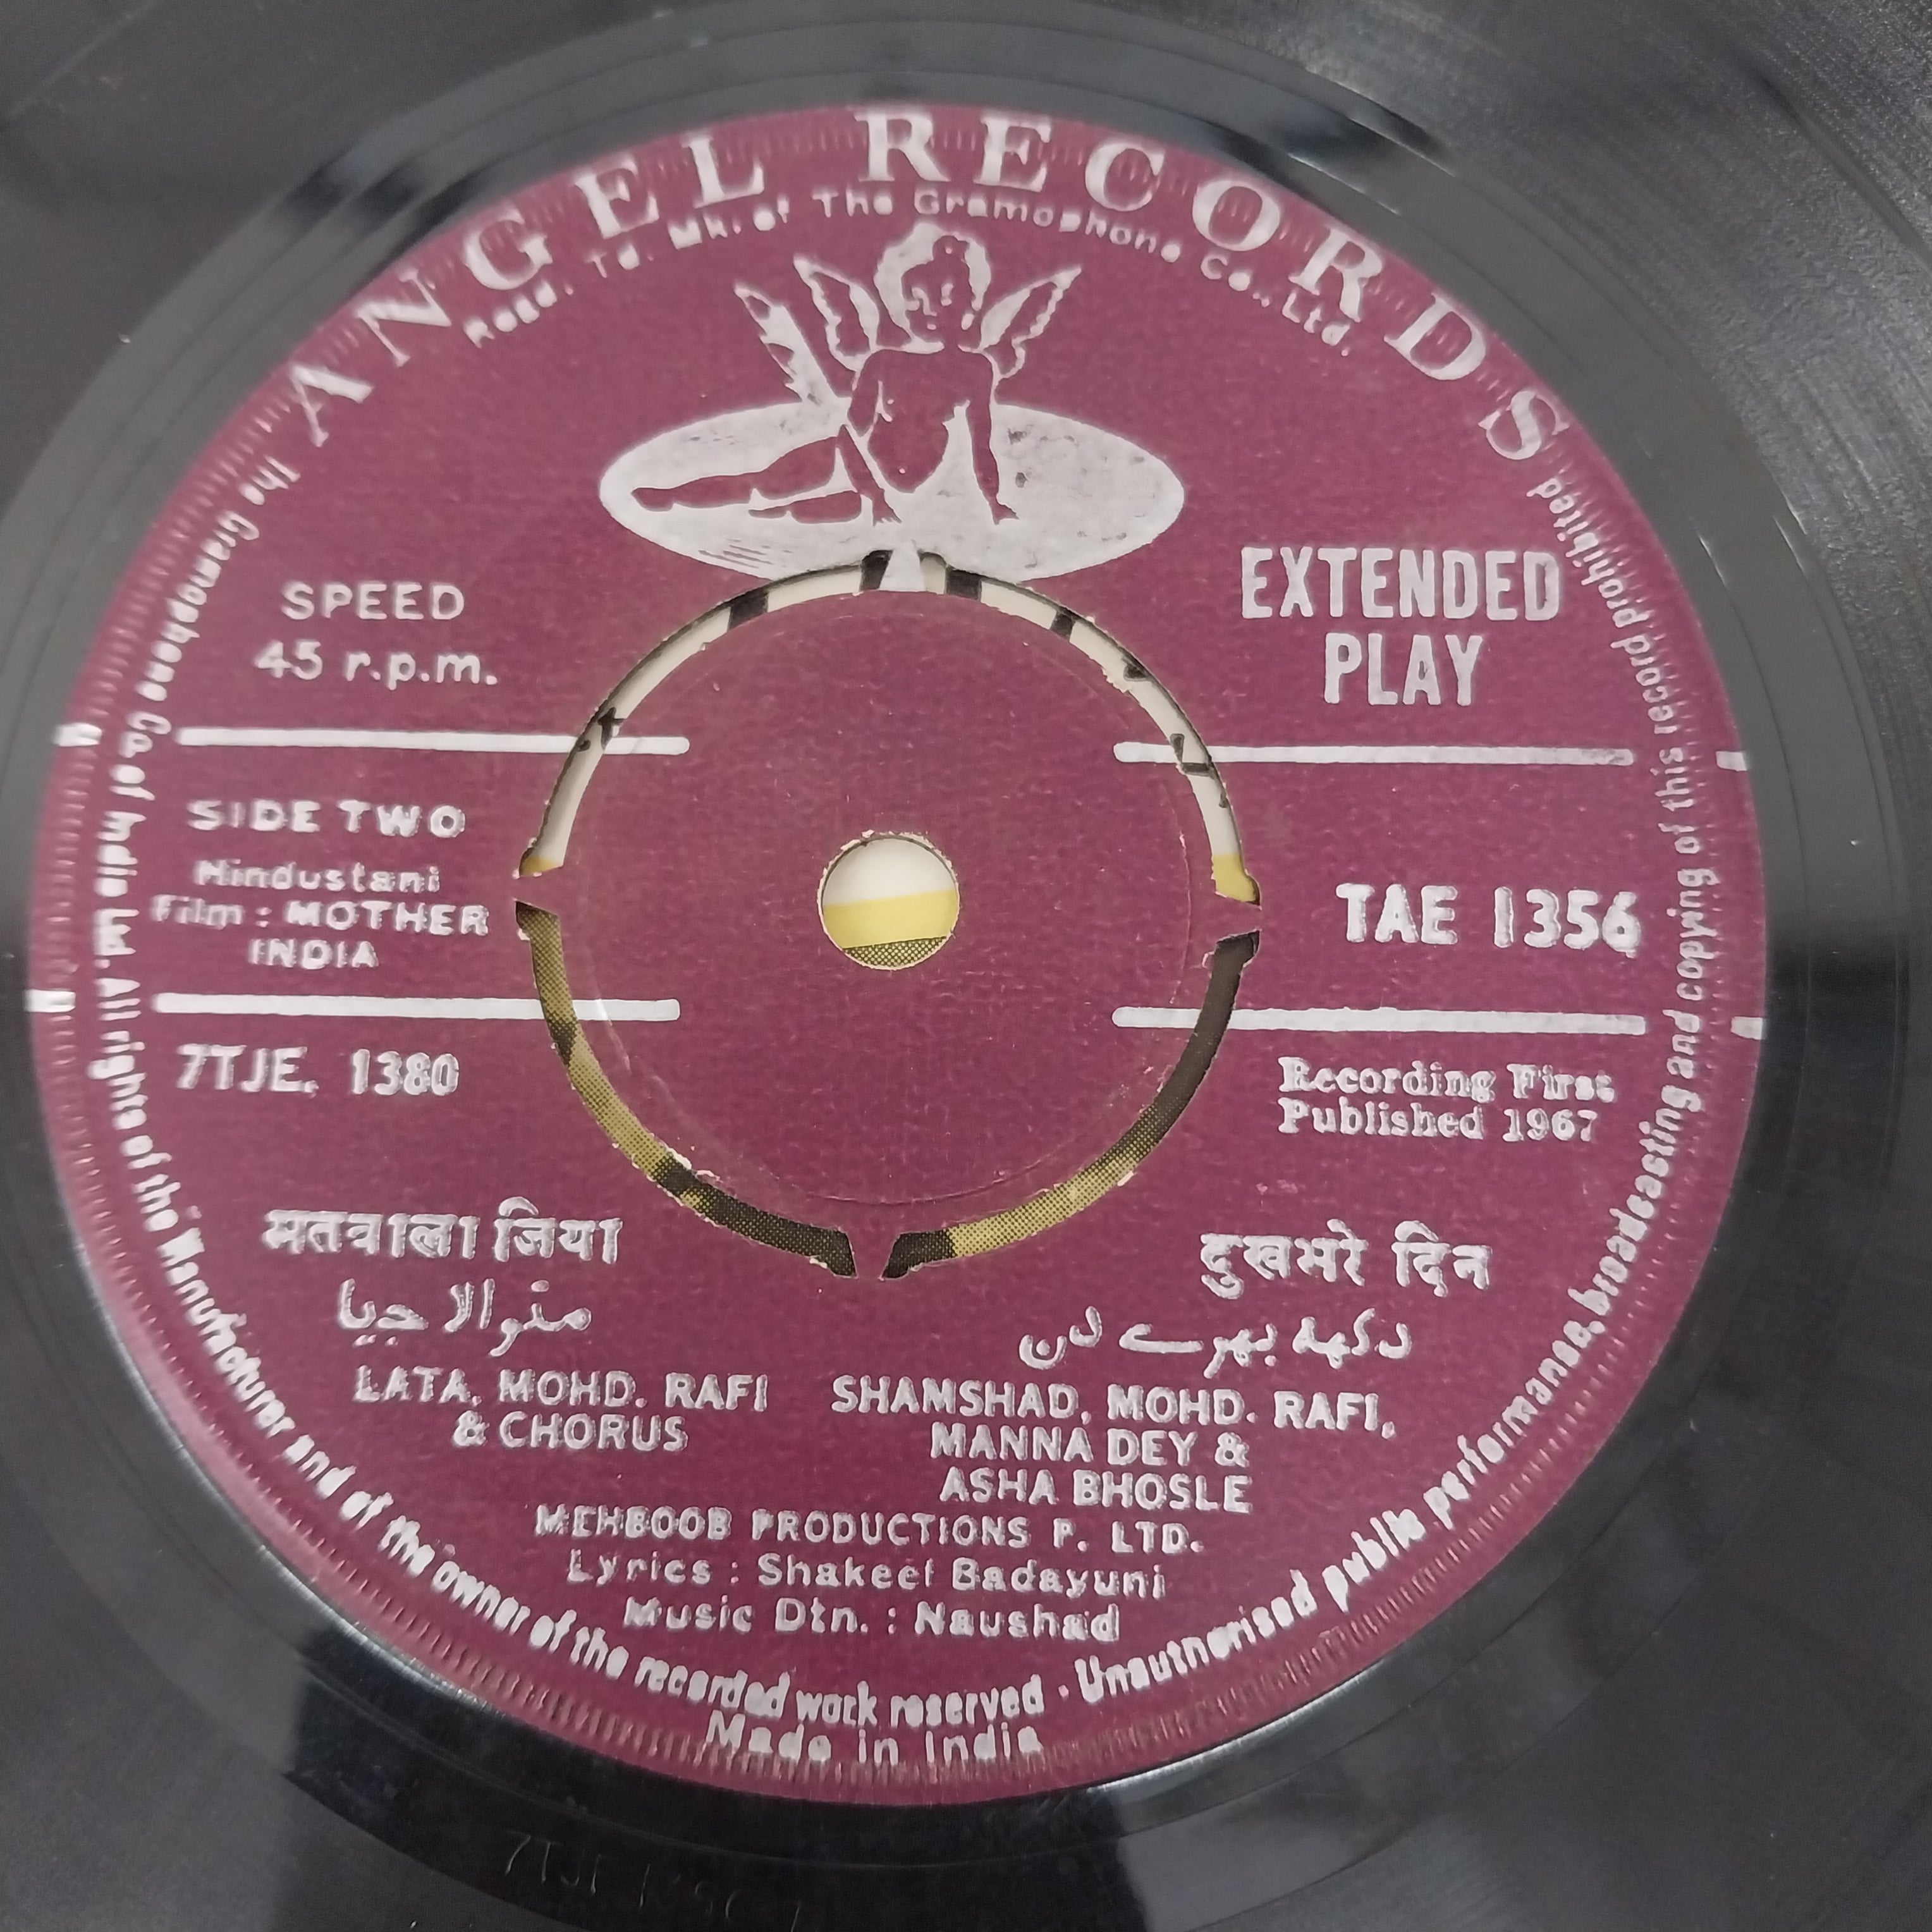 ANGEL RECORDS
Regd. Td. Mk. of The Gramophone Co., Ltd.
SPEED
45 r.p.m.
EXTENDED
PLAY
SIDE TWO
Hindustani
Film : MOTHER
INDIA
TAE 1356
7TJE. 1380
Recording First
Published 1967
मतवाला जिया
متوالا جيا
LATA, MOHD. RAFI
& CHORUS
दुखभरे दिन
دکهہ بهرے دن
SHAMSHAD, MOHD. RAFI,
MANNA DEY &
ASHA BHOSLE
MEHBOOB PRODUCTIONS P. LTD.
Lyrics : Shakeel Badayuni
Music Dtn. : Naushad
The Gramophone Co. of India Ltd. All rights of the Manufacturer and of the owner of the recorded work reserved · Unauthorised public performance, broadcasting and copying of this record prohibited
Made in India